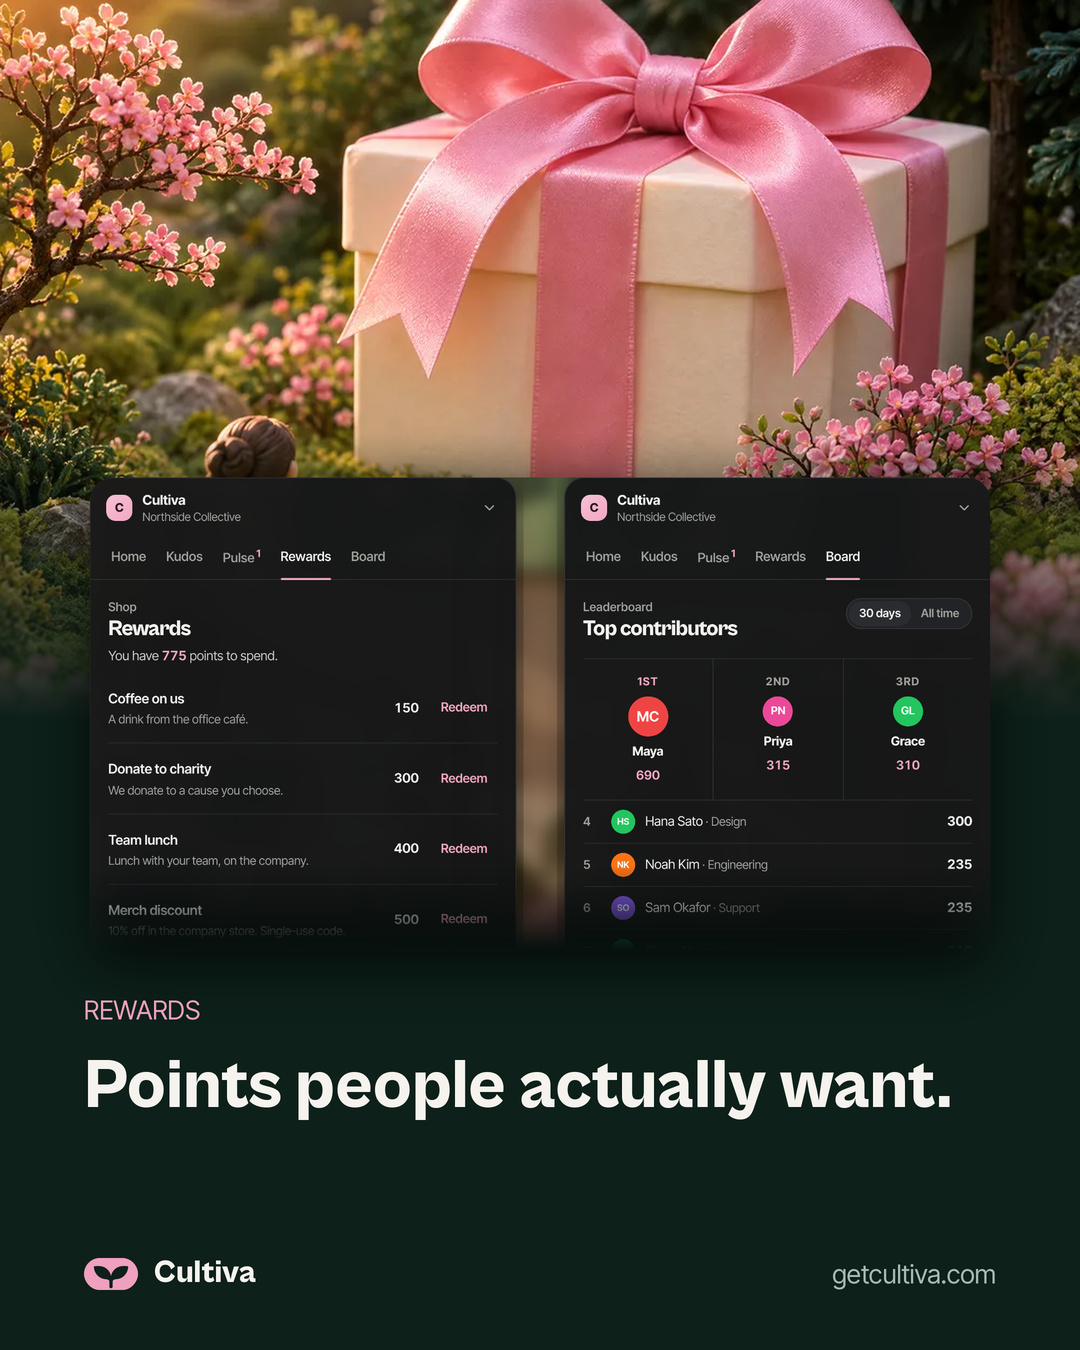 C
Cultiva
Northside Collective
Home Kudos Pulse 1 Rewards Board
Shop
Rewards
You have 775 points to spend.
Coffee on us
A drink from the office café.
150 Redeem
Donate to charity
We donate to a cause you choose.
300 Redeem
Team lunch
Lunch with your team, on the company.
400 Redeem
Merch discount
10% off in the company store. Single-use code.
500 Redeem
C
Cultiva
Northside Collective
Home Kudos Pulse 1 Rewards Board
Leaderboard
Top contributors
30 days All time
1ST
MC
Maya
690
2ND
PN
Priya
315
3RD
GL
Grace
310
4 HS Hana Sato · Design 300
5 NK Noah Kim · Engineering 235
6 SO Sam Okafor · Support 235
REWARDS
Points people actually want.
Cultiva
getcultiva.com